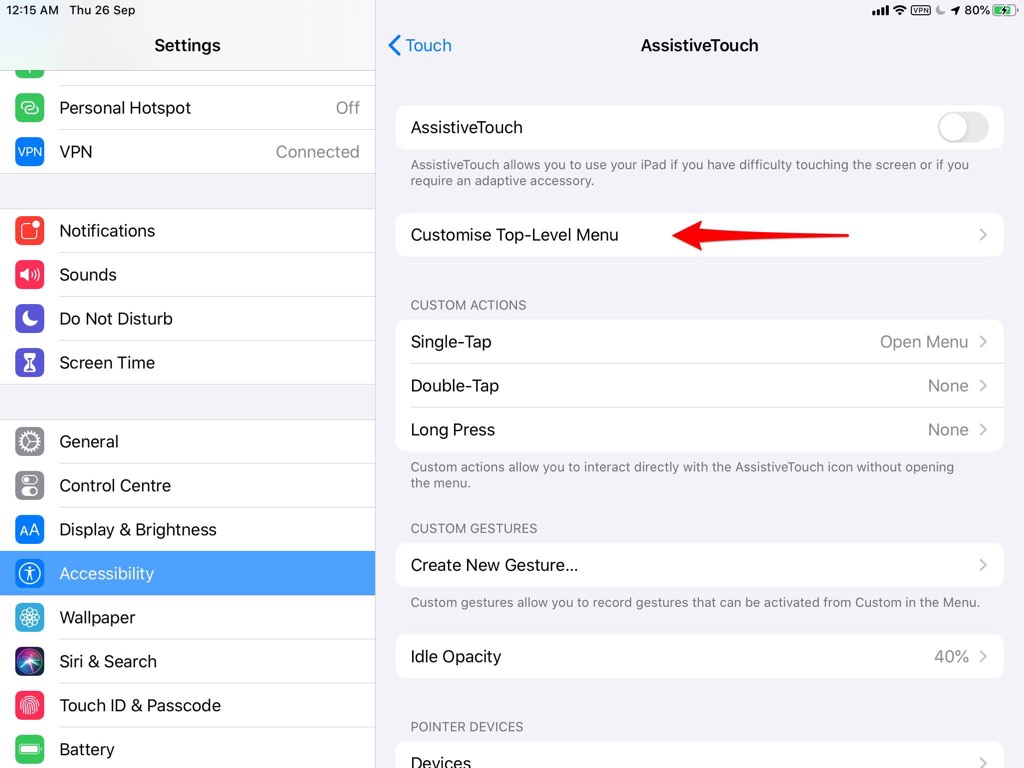 12:15 AM Thu 26 Sep
VPN 80%
Settings
Personal Hotspot Off
VPN VPN Connected
Notifications
Sounds
Do Not Disturb
Screen Time
General
Control Centre
AA Display & Brightness
Accessibility
Wallpaper
Siri & Search
Touch ID & Passcode
Battery
Touch
AssistiveTouch
AssistiveTouch
AssistiveTouch allows you to use your iPad if you have difficulty touching the screen or if you
require an adaptive accessory.
Customise Top-Level Menu
CUSTOM ACTIONS
Single-Tap Open Menu
Double-Tap None
Long Press None
Custom actions allow you to interact directly with the AssistiveTouch icon without opening
the menu.
CUSTOM GESTURES
Create New Gesture...
Custom gestures allow you to record gestures that can be activated from Custom in the Menu.
Idle Opacity 40%
POINTER DEVICES
Devices